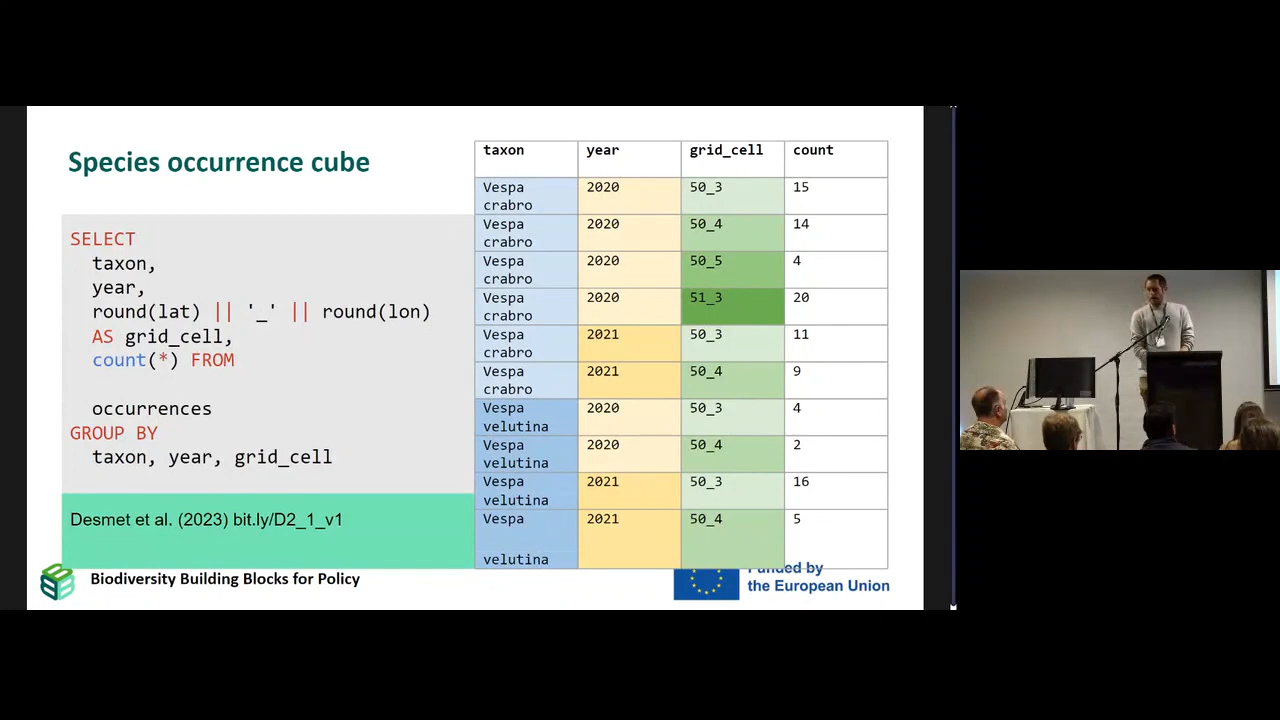 Species occurrence cube
SELECT
taxon,
year,
round(lat) || '_' || round(lon)
AS grid_cell,
count(*) FROM
occurrences
GROUP BY
taxon, year, grid_cell
Desmet et al. (2023) bit.ly/D2_1_v1
taxon year grid_cell count
Vespa 2020 50_3 15
crabro
Vespa 2020 50_4 14
crabro
Vespa 2020 50_5 4
crabro
Vespa 2020 51_3 20
crabro
Vespa 2021 50_3 11
crabro
Vespa 2021 50_4 9
crabro
Vespa 2020 50_3 4
velutina
Vespa 2020 50_4 2
velutina
Vespa 2021 50_3 16
velutina
Vespa 2021 50_4 5
velutina
Biodiversity Building Blocks for Policy
Funded by
the European Union